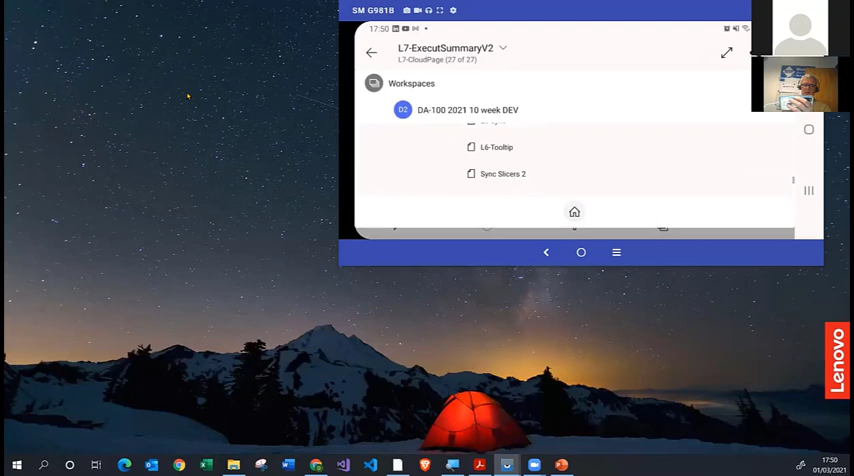 SM G981B
17:50
L7-ExecutSummaryV2
L7-CloudPage (27 of 27)
Workspaces
D2 DA-100 2021 10 week DEV
L6-Tooltip
Sync Slicers 2
Lenovo
17:50
01/03/2021